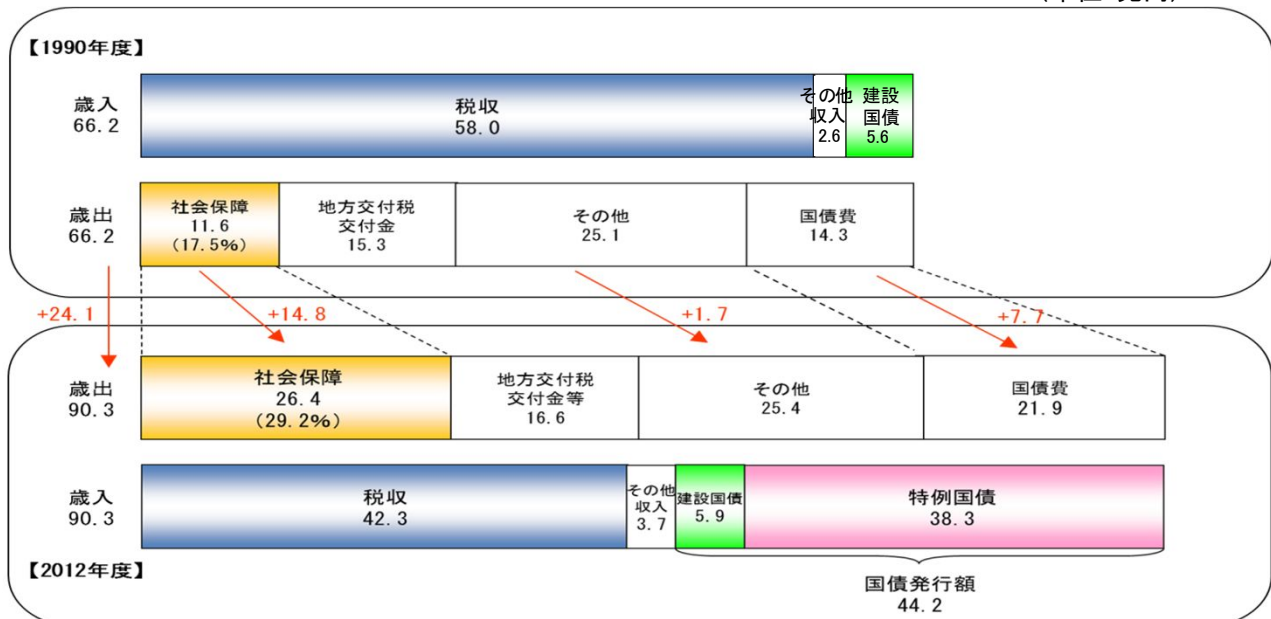 【1990年度】
歳入
66.2
税収
58.0
その他
収入
2.6
建設
国債
5.6
歳出
66.2
社会保障
11.6
(17.5%)
地方交付税
交付金
15.3
その他
25.1
国債費
14.3
+24.1
+14.8
+1.7
+7.7
歳出
90.3
社会保障
26.4
(29.2%)
地方交付税
交付金等
16.6
その他
25.4
国債費
21.9
歳入
90.3
税収
42.3
その他
収入
3.7
建設国債
5.9
特例国債
38.3
【2012年度】
国債発行額
44.2